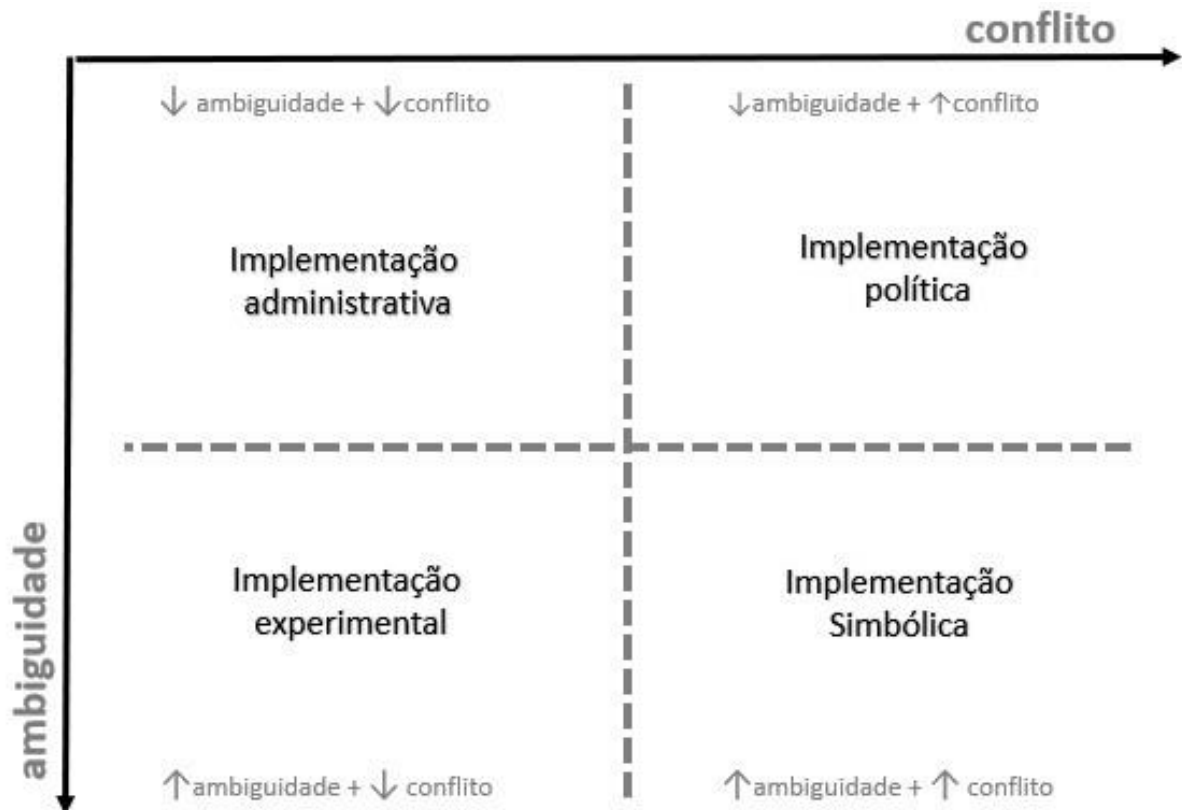 conflito
↓ ambiguidade + ↓ conflito
↓ ambiguidade + ↑ conflito
Implementação
administrativa
Implementação
política
ambiguidade
Implementação
experimental
Implementação
Simbólica
↑ ambiguidade + ↓ conflito
↑ ambiguidade + ↑ conflito